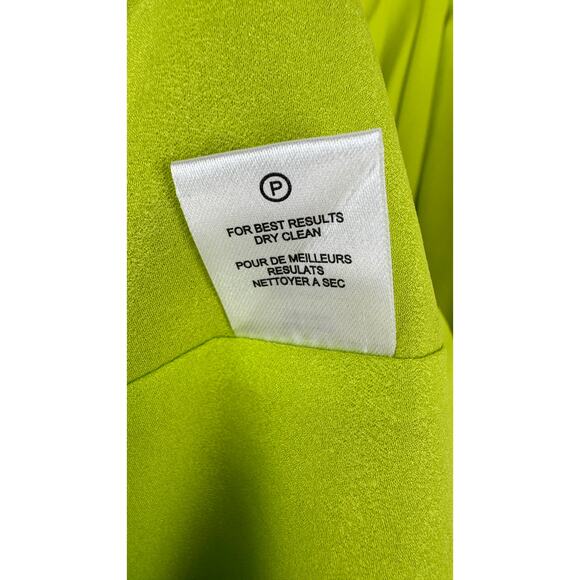 P
FOR BEST RESULTS
DRY CLEAN
POUR DE MEILLEURS
RESULATS
NETTOYER A SEC